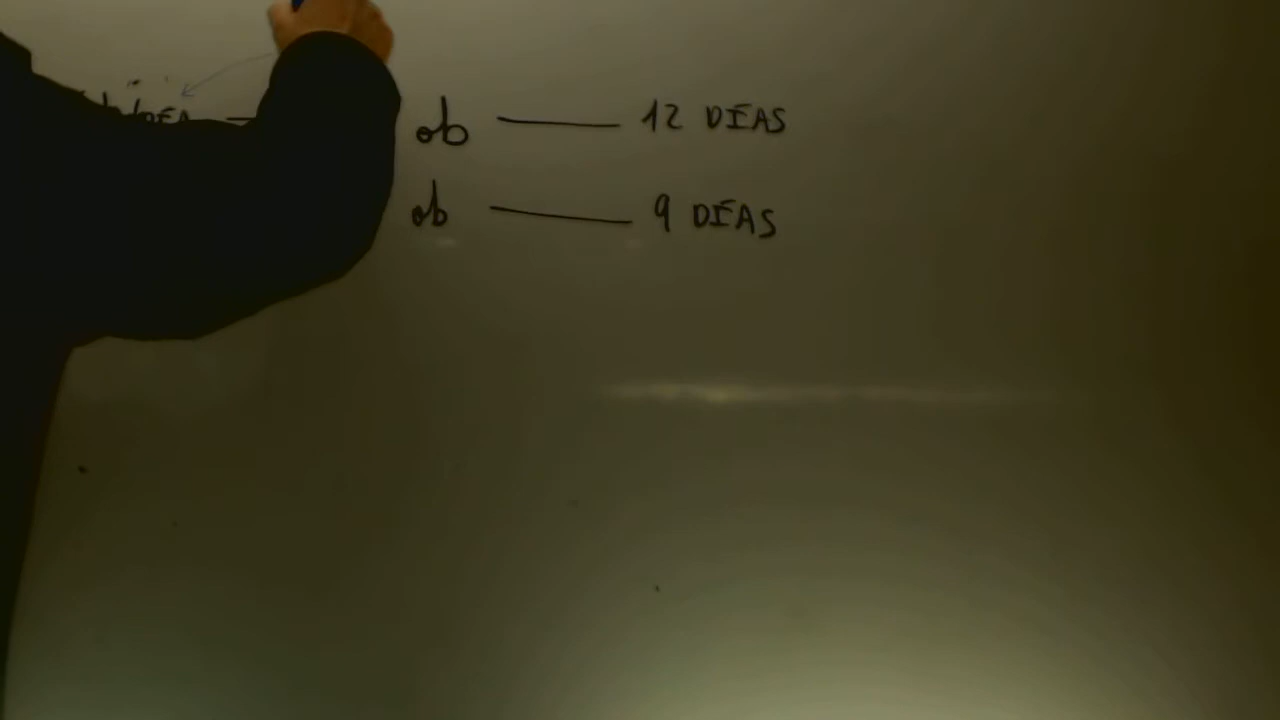 ob — 12 DÍAS
ob — 9 DÍAS